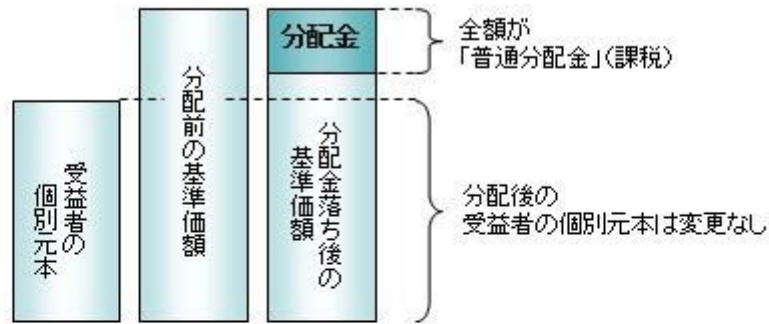 受益者の
個別元本
分配前の基準価額
分配金
分配金落ち後の
基準価額
全額が
「普通分配金」(課税)
分配後の
受益者の個別元本は変更なし